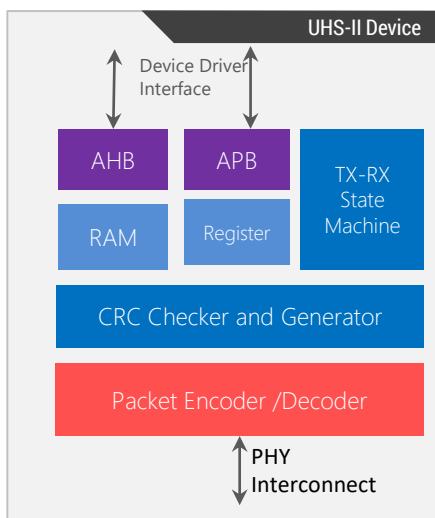 UHS-II Device
Device Driver
Interface
AHB
APB
TX-RX
State
Machine
RAM
Register
CRC Checker and Generator
Packet Encoder /Decoder
PHY
Interconnect